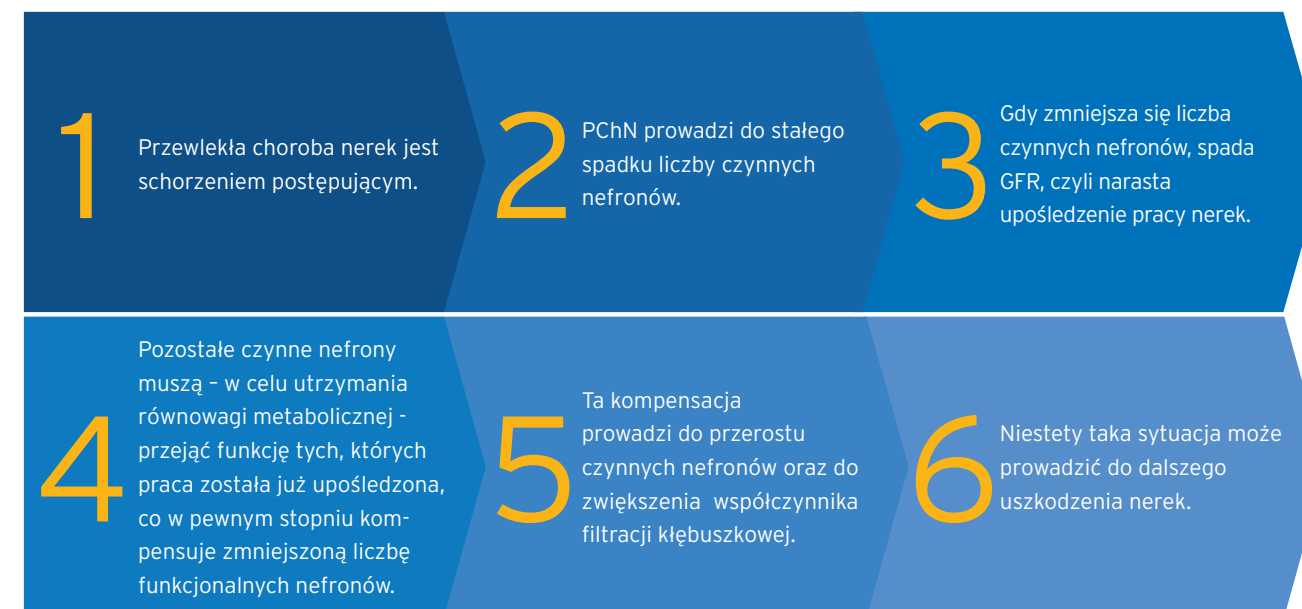 1
Przewlekła choroba nerek jest
schorzeniem postępującym.
2
PChN prowadzi do stałego
spadku liczby czynnych
nefronów.
3
Gdy zmniejsza się liczba
czynnych nefronów, spada
GFR, czyli narasta
upośledzenie pracy nerek.
4
Pozostałe czynne nefrony
muszą – w celu utrzymania
równowagi metabolicznej -
przejąć funkcję tych, których
praca została już upośledzona,
co w pewnym stopniu kom-
pensuje zmniejszoną liczbę
funkcjonalnych nefronów.
5
Ta kompensacja
prowadzi do przerostu
czynnych nefronów oraz do
zwiększenia współczynnika
filtracji kłębuszkowej.
6
Niestety taka sytuacja może
prowadzić do dalszego
uszkodzenia nerek.